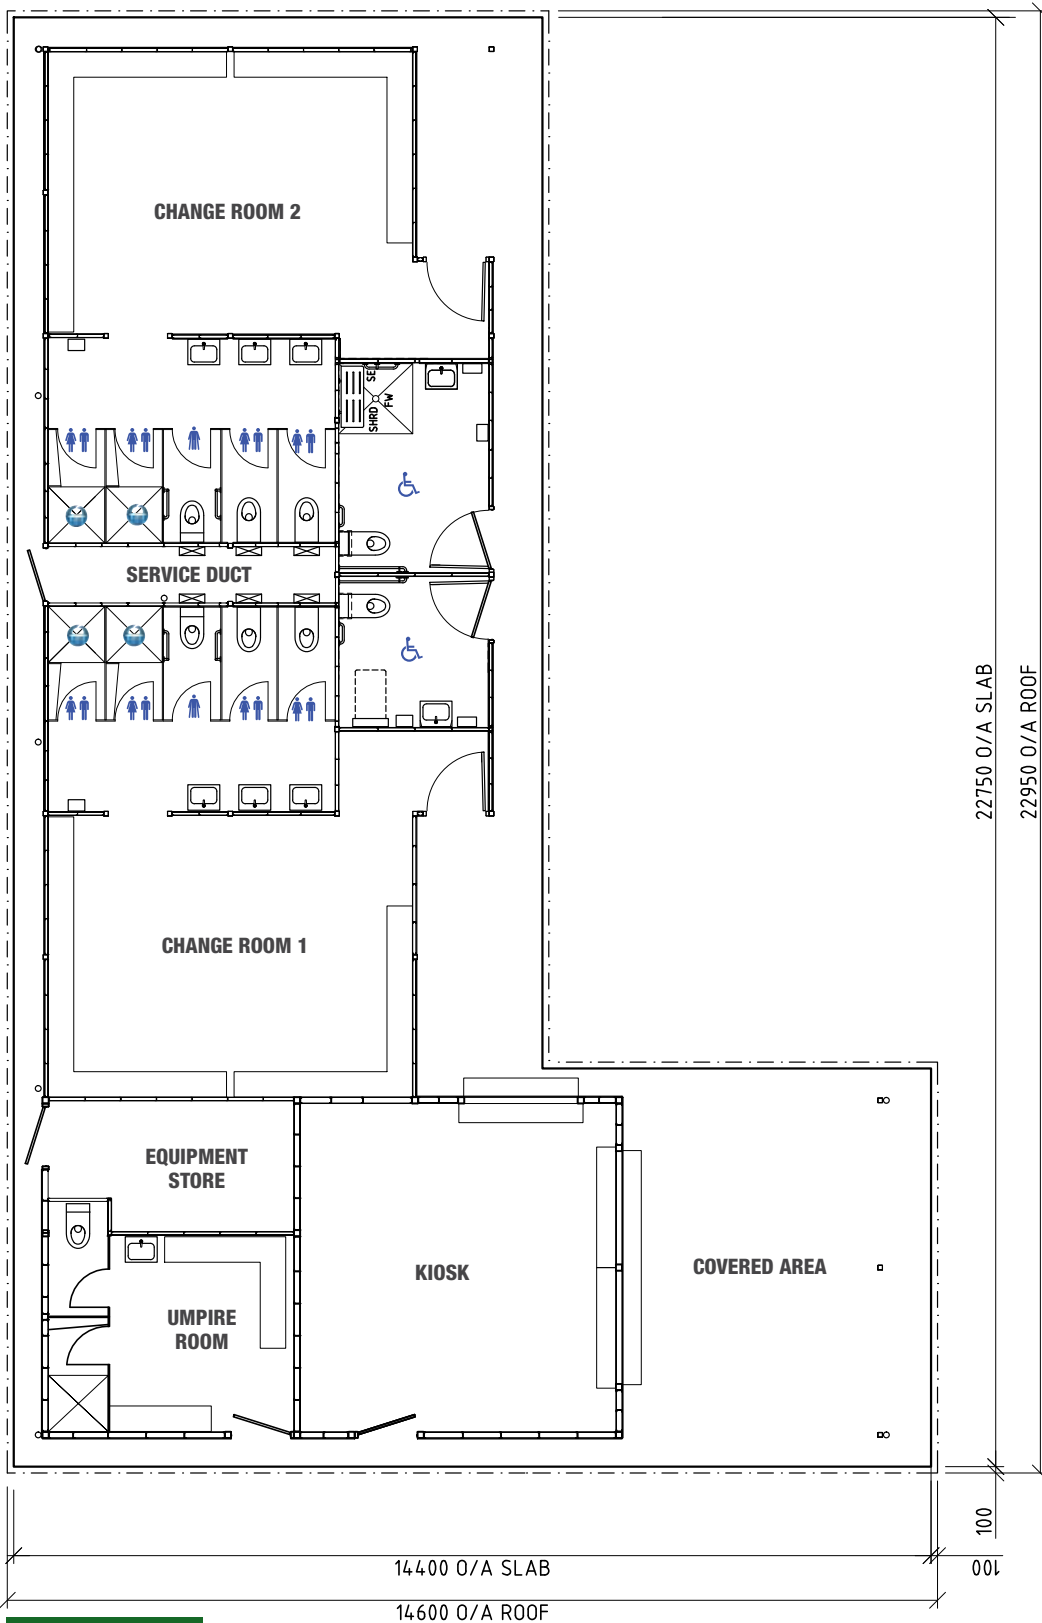 CHANGE ROOM 2
SE
SHRD
FW
SERVICE DUCT
22750 O/A SLAB
22950 O/A ROOF
CHANGE ROOM 1
EQUIPMENT
STORE
KIOSK
COVERED AREA
UMPIRE
ROOM
100
14400 O/A SLAB
100
14600 O/A ROOF